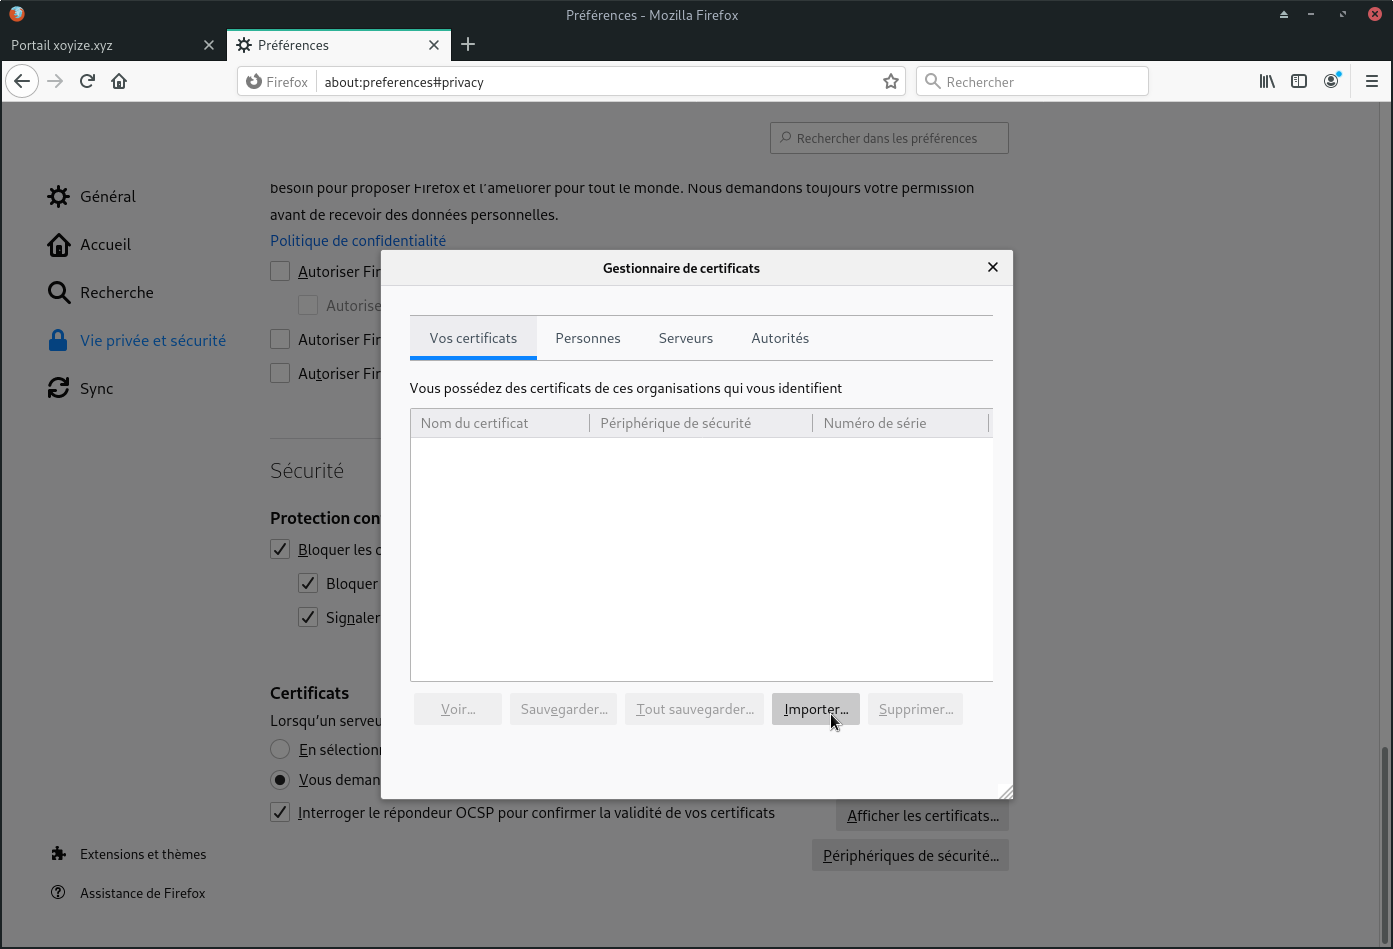 Préférences - Mozilla Firefox
Portail xoyize.xyz
Préférences
Firefox
about:preferences#privacy
Rechercher
Rechercher dans les préférences
Général
Accueil
Recherche
Vie privée et sécurité
Sync
Extensions et thèmes
Assistance de Firefox
besoin pour proposer Firefox et l'améliorer pour tout le monde. Nous demandons toujours votre permission
avant de recevoir des données personnelles.
Politique de confidentialité
Autoriser Fir
Autorise
Autoriser Fir
Autoriser Fir
Sécurité
Protection con
Bloquer les c
Bloquer
Signaler
Certificats
Lorsqu'un serveu
En sélectionn
Vous deman
Interroger le répondeur OCSP pour confirmer la validité de vos certificats
Afficher les certificats...
Périphériques de sécurité...
Gestionnaire de certificats
Vos certificats
Personnes
Serveurs
Autorités
Vous possédez des certificats de ces organisations qui vous identifient
Nom du certificat
Périphérique de sécurité
Numéro de série
Voir...
Sauvegarder...
Tout sauvegarder...
Importer...
Supprimer...